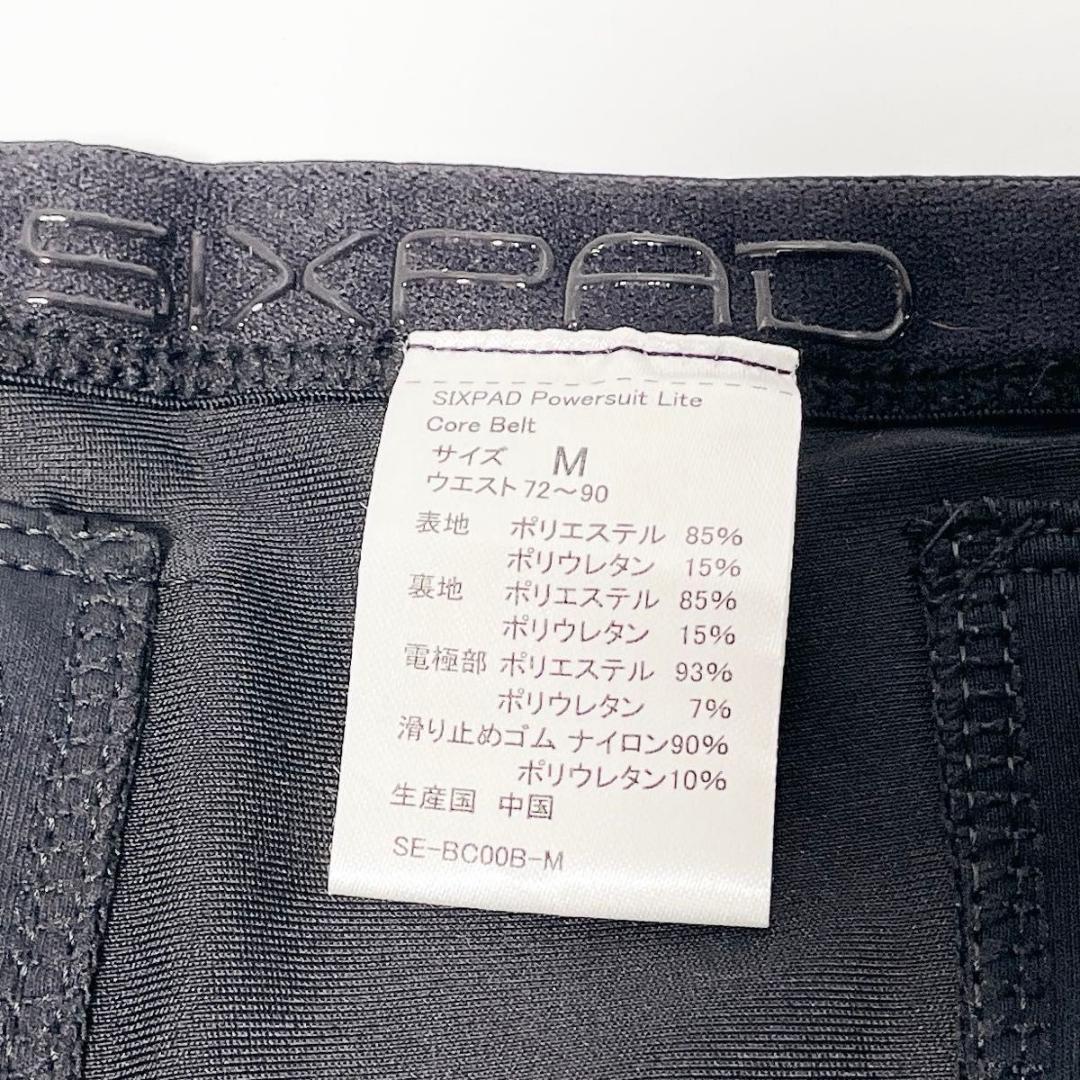 SIXPAD
SIXPAD Powersuit Lite
Core Belt
サイズ M
ウエスト 72～90
表地 ポリエステル 85%
ポリウレタン 15%
裏地 ポリエステル 85%
ポリウレタン 15%
電極部 ポリエステル 93%
ポリウレタン 7%
滑り止めゴム ナイロン90%
ポリウレタン10%
生産国 中国
SE-BC00B-M